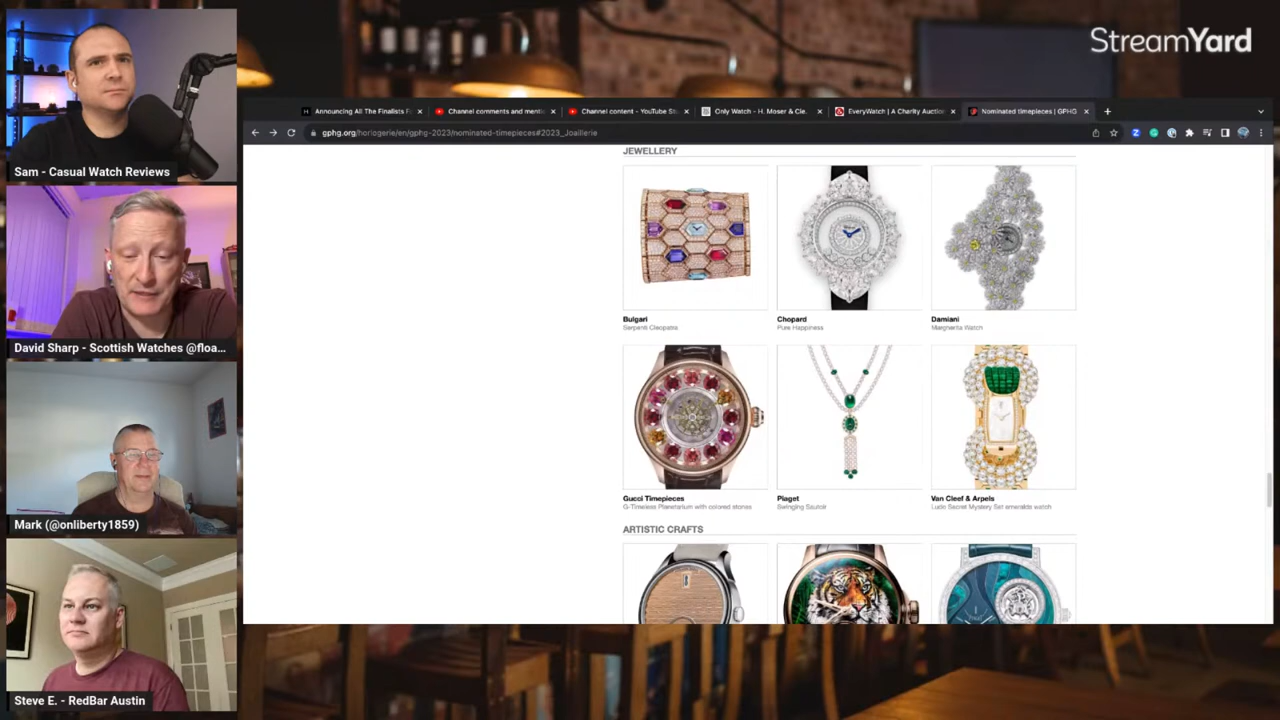 StreamYard
Announcing All The Finalists F
Channel comments and menti
Channel content - YouTube St
Only Watch - H. Moser & Cie.
EveryWatch | A Charity Auctio
Nominated timepieces | GPHG
gphg.org/horlogerie/en/gphg-2023/nominated-timepieces#2023_Joaillerie
JEWELLERY
Bulgari
Serpenti Cleopatra
Chopard
Pure Happiness
Damiani
Margherita Watch
Gucci Timepieces
G-Timeless Planetarium with colored stones
Piaget
Swinging Sautoir
Van Cleef & Arpels
Ludo Secret Mystery Set emeralds watch
ARTISTIC CRAFTS
Sam - Casual Watch Reviews
David Sharp - Scottish Watches @floa...
Mark (@onliberty1859)
Steve E. - RedBar Austin